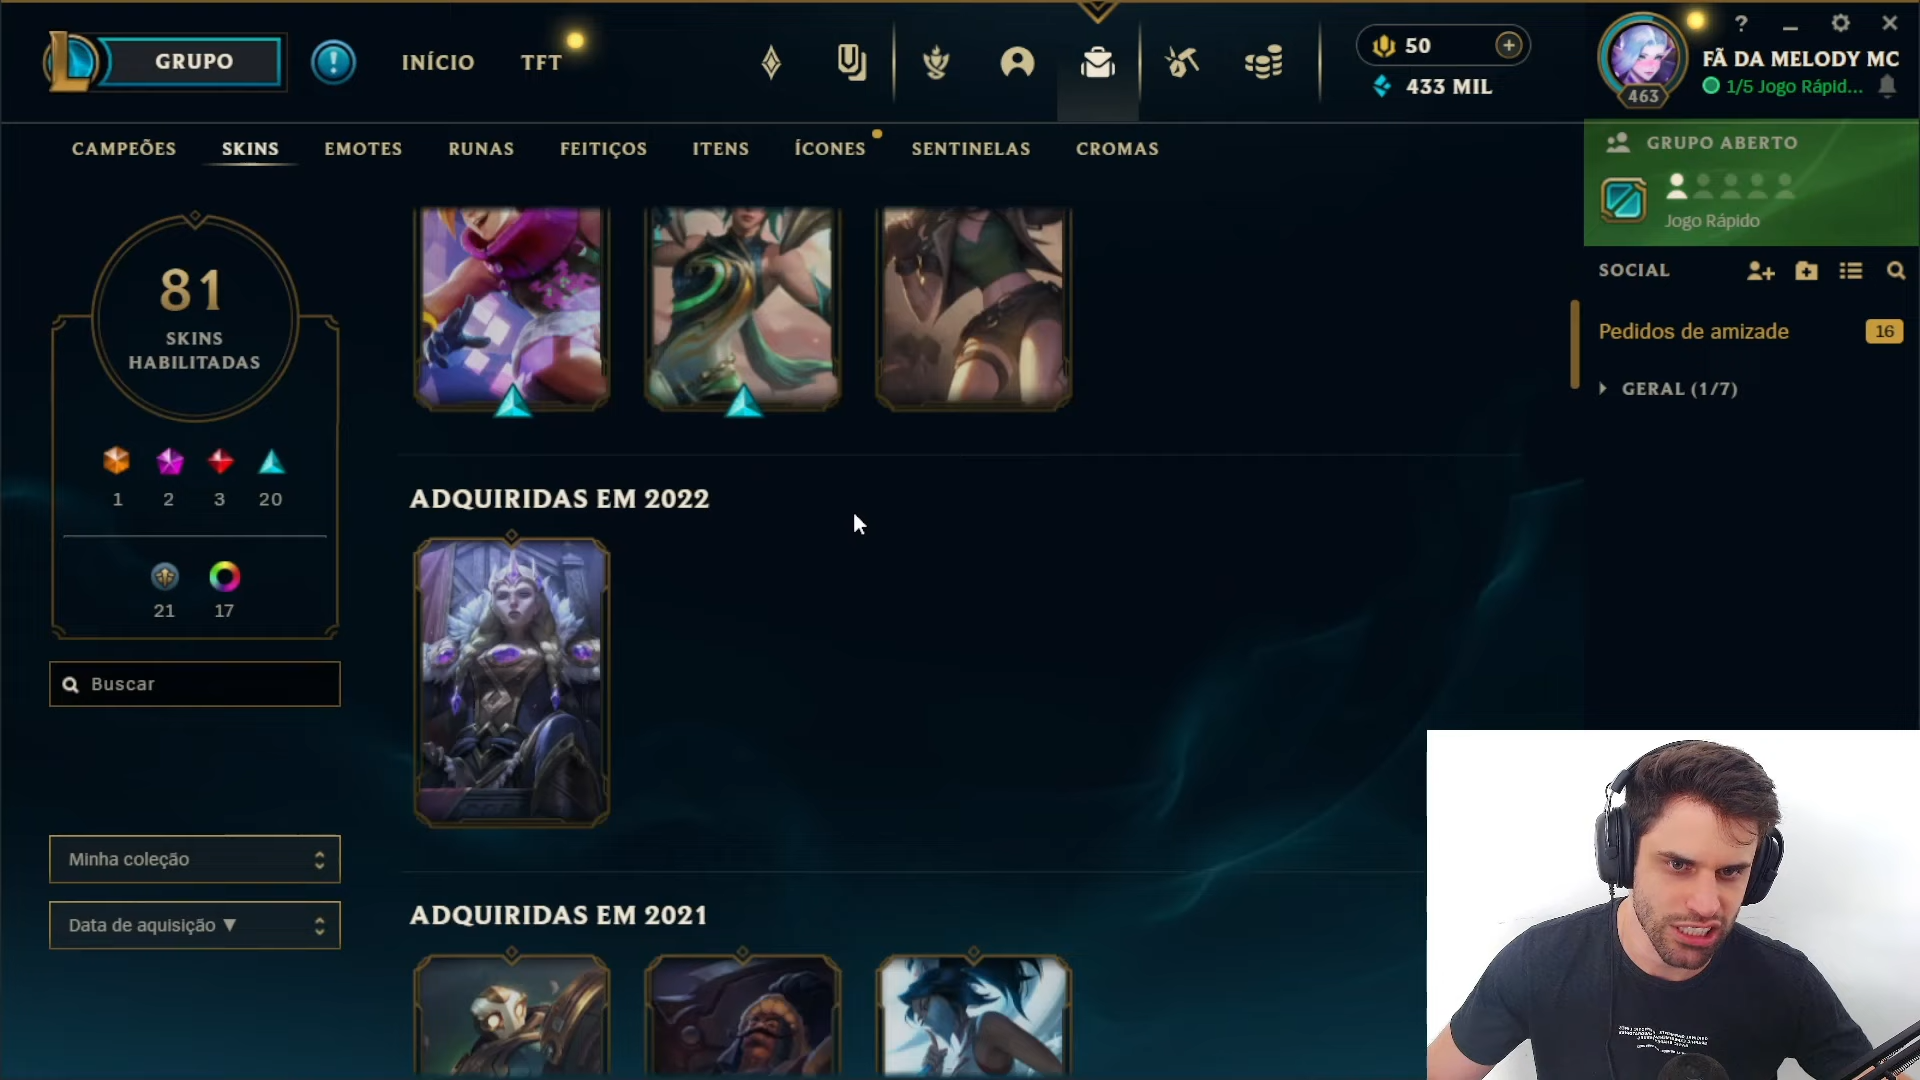 GRUPO
INÍCIO
TFT
50
433 MIL
463
FÃ DA MELODY MC
1/5 Jogo Rápid...
CAMPEÕES
SKINS
EMOTES
RUNAS
FEITIÇOS
ITENS
ÍCONES
SENTINELAS
CROMAS
GRUPO ABERTO
Jogo Rápido
SOCIAL
Pedidos de amizade
16
GERAL (1/7)
81
SKINS
HABILITADAS
1
2
3
20
21
17
Buscar
Minha coleção
Data de aquisição ▼
ADQUIRIDAS EM 2022
ADQUIRIDAS EM 2021